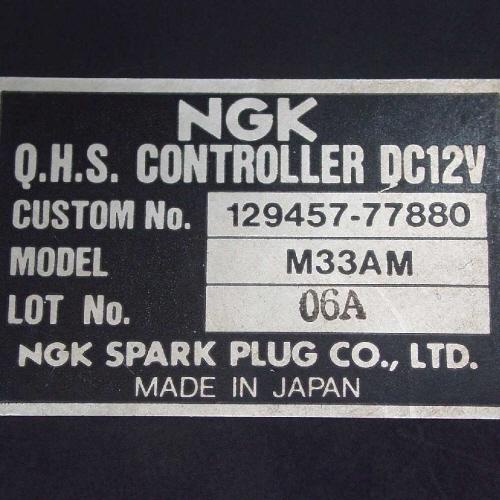 NGK
Q.H.S. CONTROLLER DC12V
CUSTOM No. 129457-77880
MODEL M33AM
LOT No. 06A
NGK SPARK PLUG CO., LTD.
MADE IN JAPAN